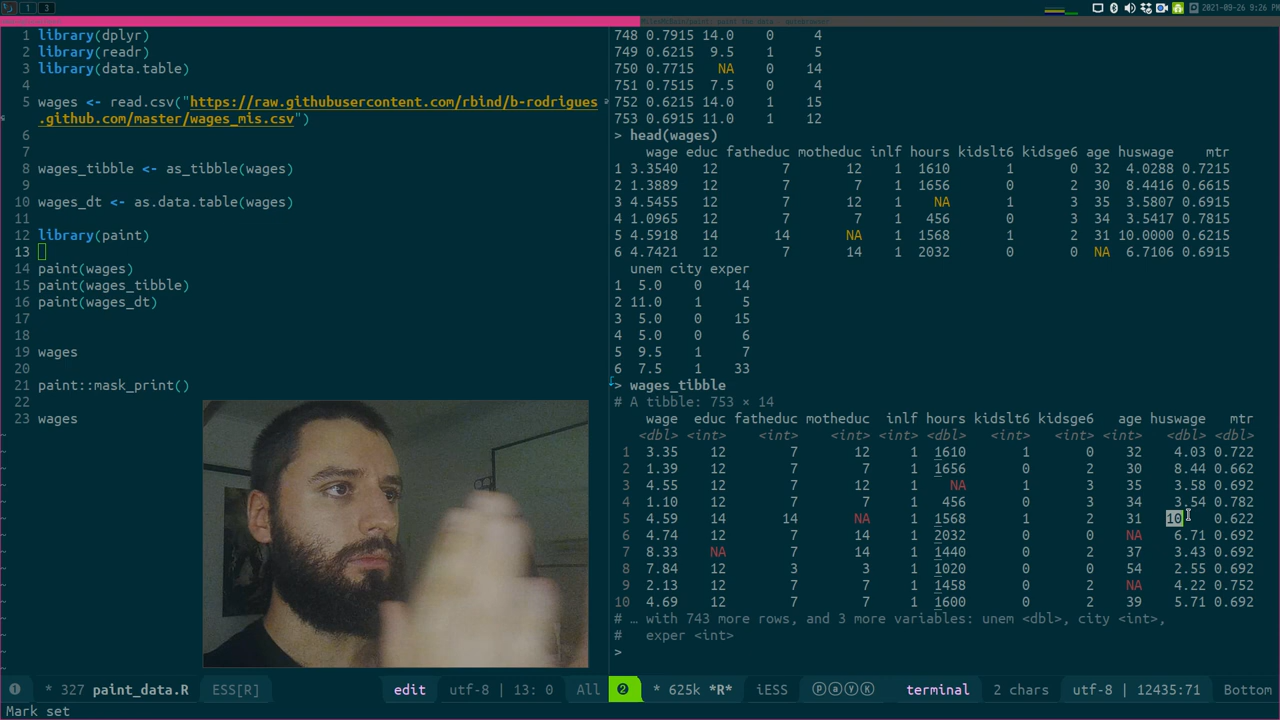 1 3 2021-09-26 9:26 PM
1 library(dplyr)
2 library(readr)
3 library(data.table)
4
5 wages <- read.csv("https://raw.githubusercontent.com/rbind/b-rodrigues
.github.com/master/wages_mis.csv")
6
7
8 wages_tibble <- as_tibble(wages)
9
10 wages_dt <- as.data.table(wages)
11
12 library(paint)
13
14 paint(wages)
15 paint(wages_tibble)
16 paint(wages_dt)
17
18
19 wages
20
21 paint::mask_print()
22
23 wages
748 0.7915 14.0 0 4
749 0.6215 9.5 1 5
750 0.7715 NA 0 14
751 0.7515 7.5 0 4
752 0.6215 14.0 1 15
753 0.6915 11.0 1 12
> head(wages)
wage educ fatheduc motheduc inlf hours kidslt6 kidsge6 age huswage mtr
1 3.3540 12 7 12 1 1610 1 0 32 4.0288 0.7215
2 1.3889 12 7 7 1 1656 0 2 30 8.4416 0.6615
3 4.5455 12 7 12 1 NA 1 3 35 3.5807 0.6915
4 1.0965 12 7 7 1 456 0 3 34 3.5417 0.7815
5 4.5918 14 14 NA 1 1568 1 2 31 10.0000 0.6215
6 4.7421 12 7 14 1 2032 0 0 NA 6.7106 0.6915
unem city exper
1 5.0 0 14
2 11.0 1 5
3 5.0 0 15
4 5.0 0 6
5 9.5 1 7
6 7.5 1 33
> wages_tibble
# A tibble: 753 × 14
wage educ fatheduc motheduc inlf hours kidslt6 kidsge6 age huswage mtr
<dbl> <int> <int> <int> <int> <dbl> <int> <int> <int> <dbl> <dbl>
1 3.35 12 7 12 1 1610 1 0 32 4.03 0.722
2 1.39 12 7 7 1 1656 0 2 30 8.44 0.662
3 4.55 12 7 12 1 NA 1 3 35 3.58 0.692
4 1.10 12 7 7 1 456 0 3 34 3.54 0.782
5 4.59 14 14 NA 1 1568 1 2 31 10 0.622
6 4.74 12 7 14 1 2032 0 0 NA 6.71 0.692
7 8.33 NA 7 14 1 1440 0 2 37 3.43 0.692
8 7.84 12 3 3 1 1020 0 0 54 2.55 0.692
9 2.13 12 7 7 1 1458 0 2 NA 4.22 0.752
10 4.69 12 7 7 1 1600 0 2 39 5.71 0.692
# … with 743 more rows, and 3 more variables: unem <dbl>, city <int>,
# exper <int>
>
1 * 327 paint_data.R ESS[R] edit utf-8 | 13: 0 All
2 * 625k *R* iESS ⓟⓐⓨⓀ terminal 2 chars utf-8 | 12435:71 Bottom
Mark set